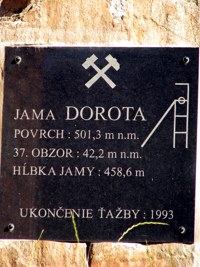 JAMA DOROTA
POVRCH : 501,3 m n.m.
37. OBZOR : 42,2 m n.m.
HĹBKA JAMY : 458,6 m
UKONČENIE ŤAŽBY : 1993